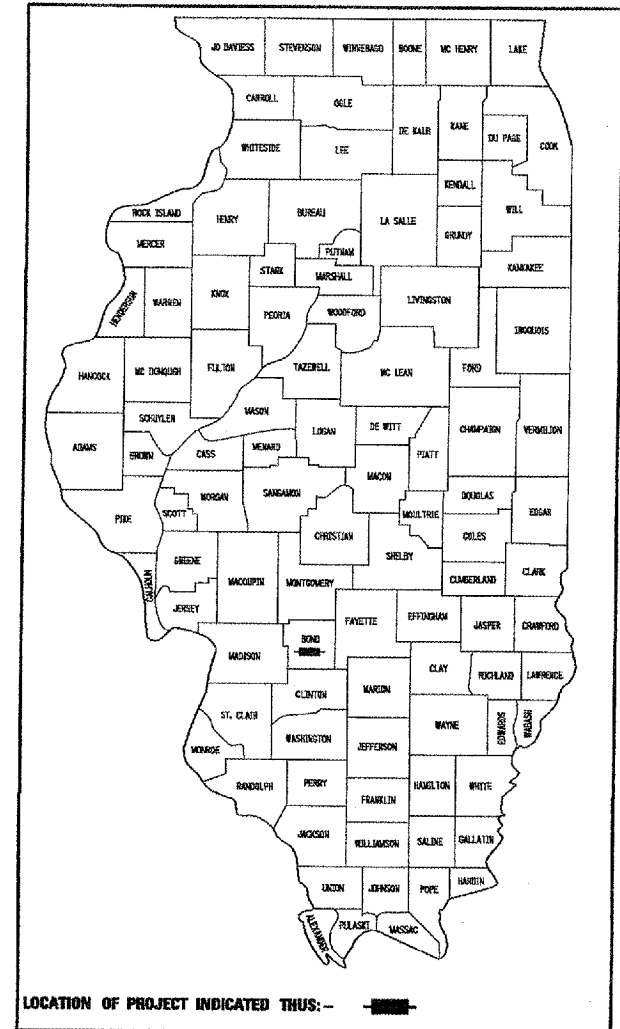 JO DAVIESS STEVENSON WINNEBAGO BOONE MC HENRY LAKE
CARROLL OGLE DE KALB KANE DU PAGE COOK
WHITESIDE LEE
KENDALL WILL
ROCK ISLAND HENRY BUREAU LA SALLE GRUNDY
MERCER PUTNAM KANKAKEE
STARK MARSHALL
HENDERSON WARREN KNOX PEORIA WOODFORD LIVINGSTON IROQUOIS
HANCOCK MC DONOUGH FULTON TAZEWELL MC LEAN FORD
MASON
SCHUYLER LOGAN DE WITT CHAMPAIGN VERMILION
ADAMS BROWN CASS MENARD PIATT
MACON
PIKE SCOTT MORGAN SANGAMON DOUGLAS EDGAR
MOULTRIE
CHRISTIAN COLES
GREENE SHELBY
CALHOUN MACOUPIN MONTGOMERY CUMBERLAND CLARK
JERSEY
FAYETTE EFFINGHAM JASPER CRAWFORD
BOND
MADISON CLAY RICHLAND LAWRENCE
CLINTON MARION
ST. CLAIR WAYNE EDWARDS WABASH
MONROE WASHINGTON JEFFERSON
RANDOLPH PERRY HAMILTON WHITE
FRANKLIN
JACKSON WILLIAMSON SALINE GALLATIN
UNION JOHNSON POPE HARDIN
ALEXANDER PULASKI MASSAC
LOCATION OF PROJECT INDICATED THUS:-